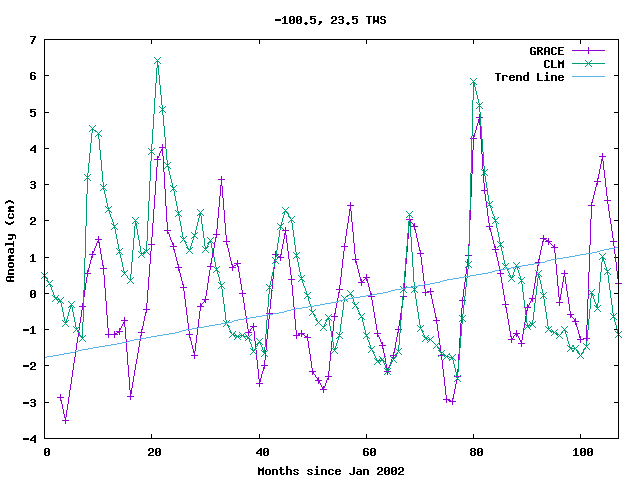 -100.5, 23.5 TWS
GRACE
CLM
Trend Line
7
6
5
4
3
2
1
0
-1
-2
-3
-4
Anomaly (cm)
0 20 40 60 80 100
Months since Jan 2002